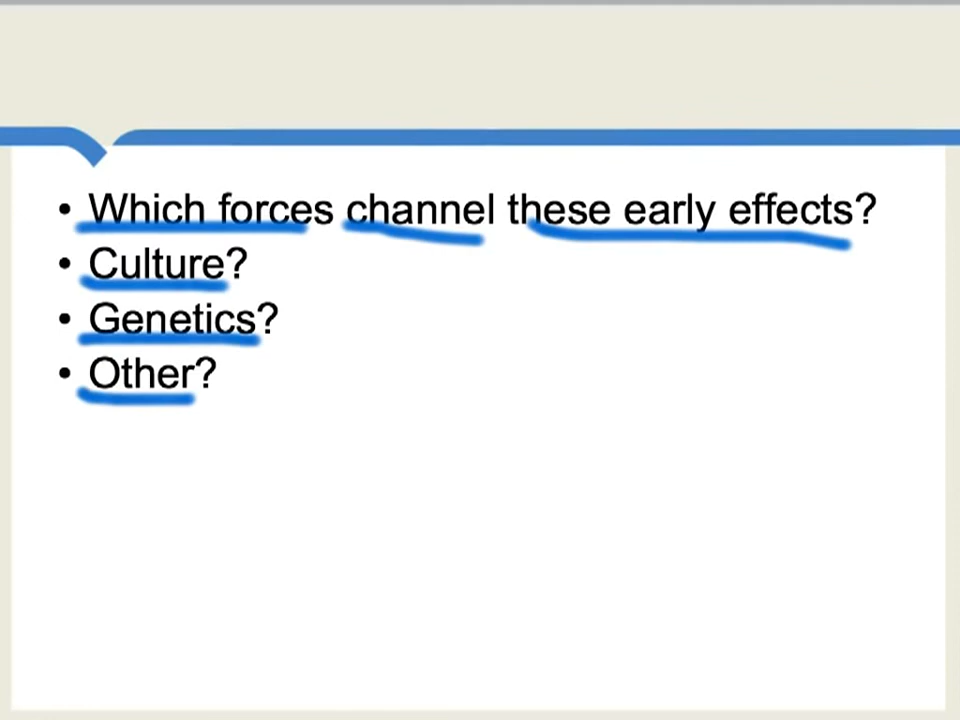 • Which forces channel these early effects?
• Culture?
• Genetics?
• Other?